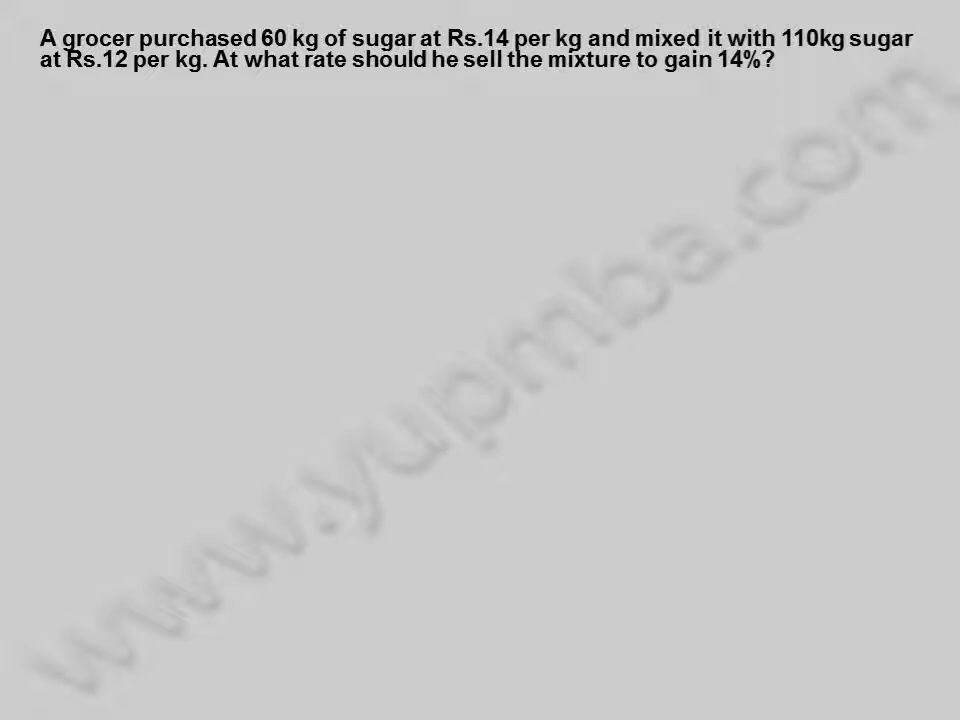 A grocer purchased 60 kg of sugar at Rs.14 per kg and mixed it with 110kg sugar
at Rs.12 per kg. At what rate should he sell the mixture to gain 14%?
www.yupmba.com